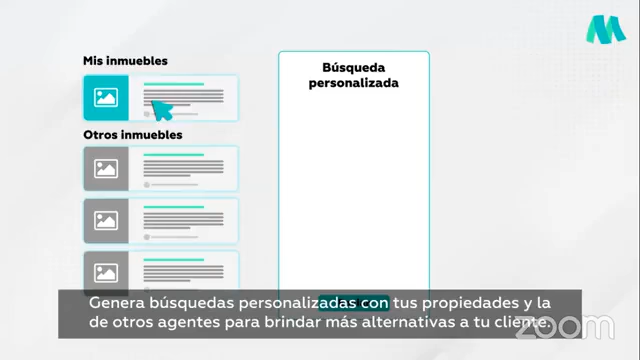 Mis inmuebles
Búsqueda
personalizada
Otros inmuebles
Genera búsquedas personalizadas con tus propiedades y la
de otros agentes para brindar más alternativas a tu cliente.
zoom